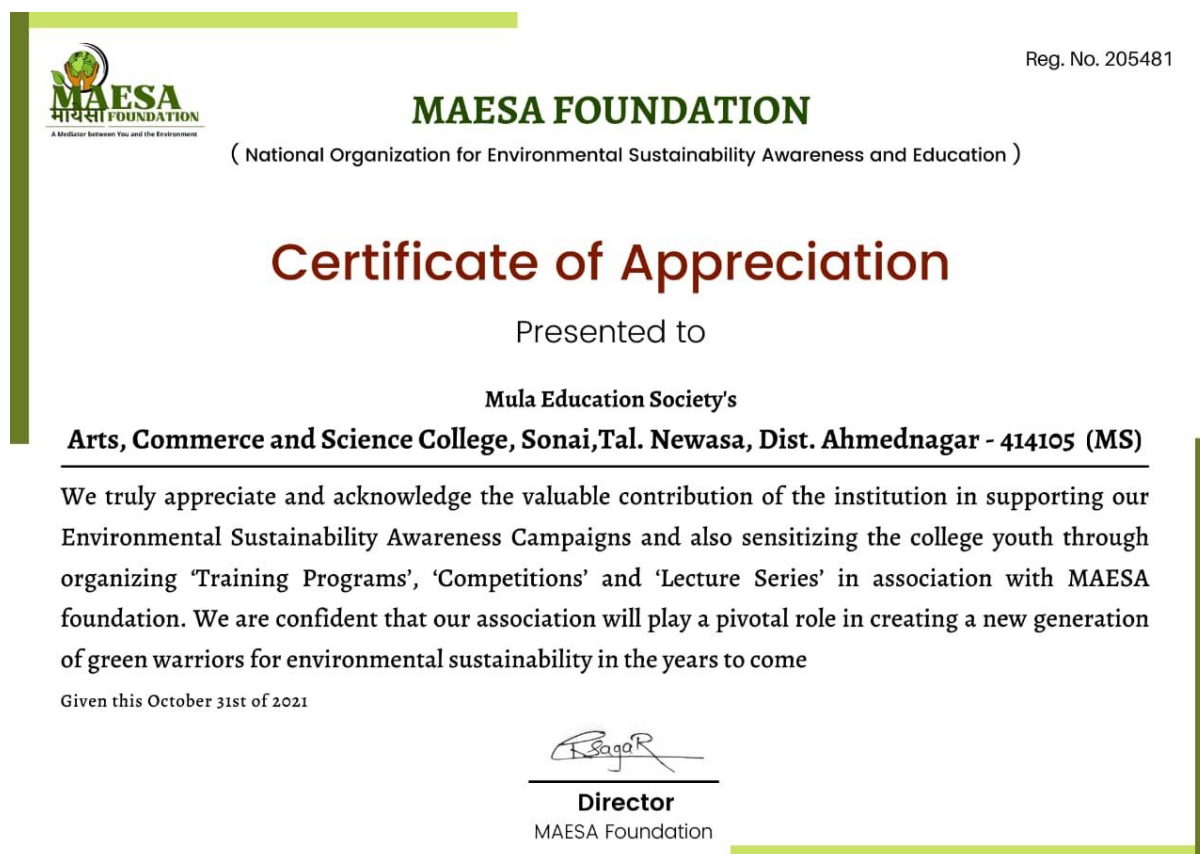 Reg. No. 205481
MAESA
मायसा FOUNDATION
A Mediator between You and the Environment
MAESA FOUNDATION
( National Organization for Environmental Sustainability Awareness and Education )
Certificate of Appreciation
Presented to
Mula Education Society's
Arts, Commerce and Science College, Sonai,Tal. Newasa, Dist. Ahmednagar - 414105 (MS)
We truly appreciate and acknowledge the valuable contribution of the institution in supporting our
Environmental Sustainability Awareness Campaigns and also sensitizing the college youth through
organizing ‘Training Programs’, ‘Competitions’ and ‘Lecture Series’ in association with MAESA
foundation. We are confident that our association will play a pivotal role in creating a new generation
of green warriors for environmental sustainability in the years to come
Given this October 31st of 2021
Director
MAESA Foundation